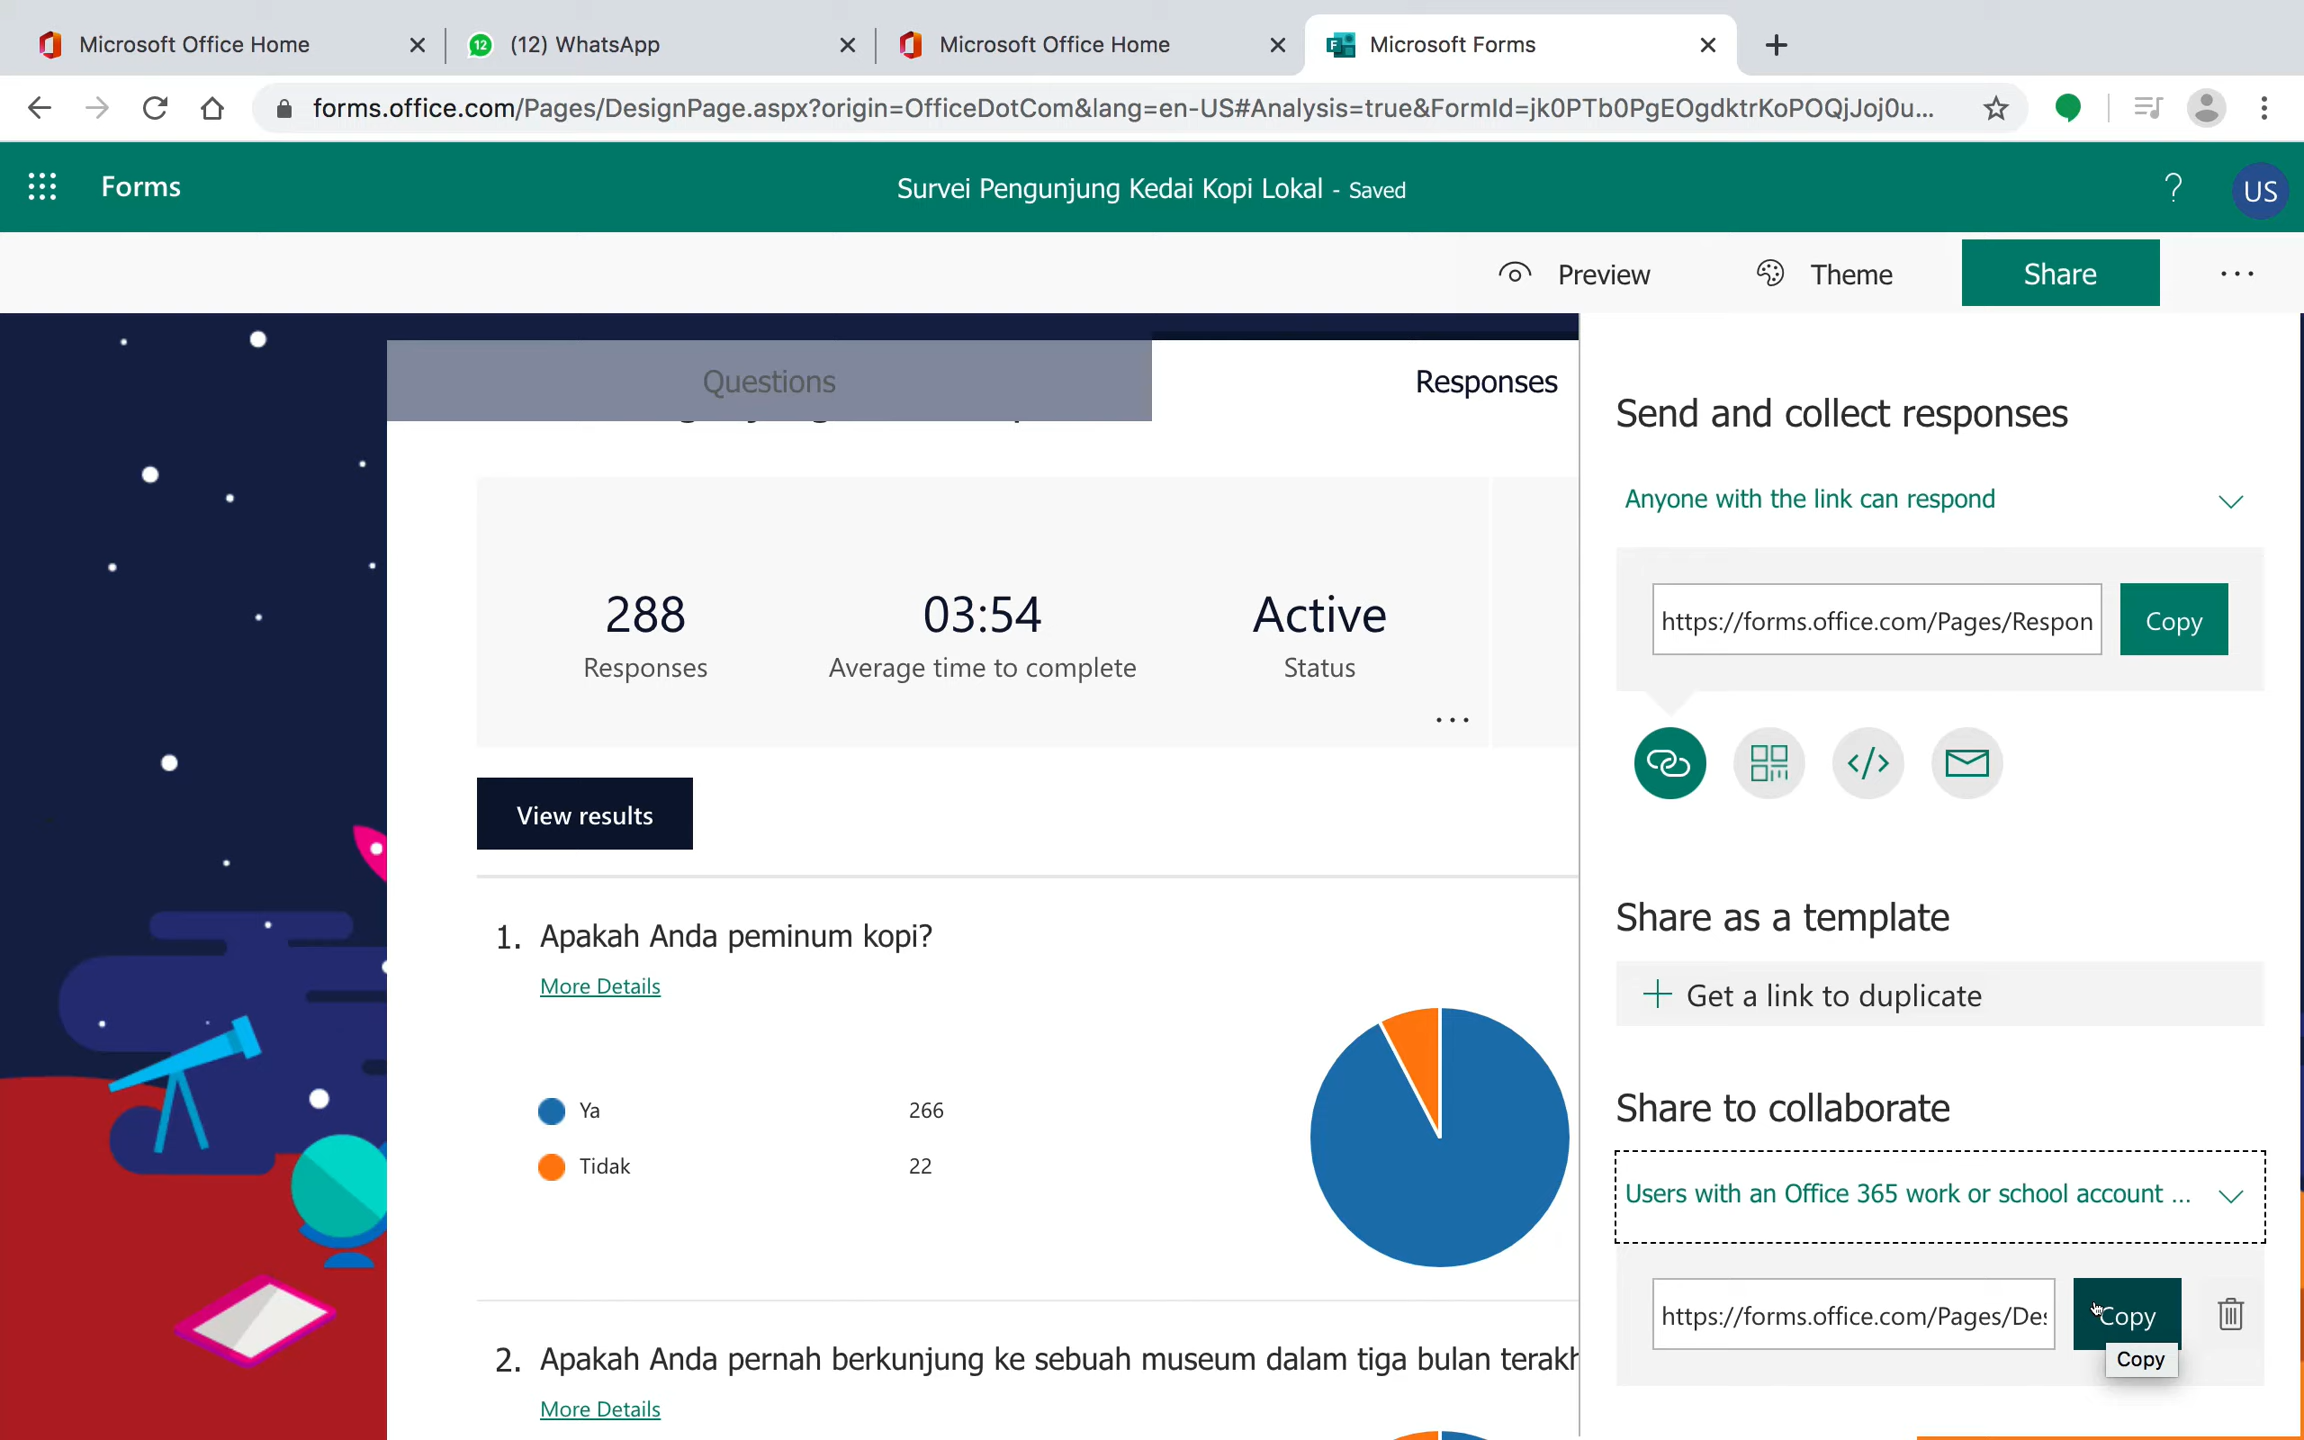 Microsoft Office Home
12
(12) WhatsApp
Microsoft Office Home
Microsoft Forms
forms.office.com/Pages/DesignPage.aspx?origin=OfficeDotCom&lang=en-US#Analysis=true&FormId=jk0PTb0PgEOgdktrKoPOQjJoj0u...
Forms
Survei Pengunjung Kedai Kopi Lokal - Saved
?
US
Preview
Theme
Share
...
Questions
Responses
288
Responses
03:54
Average time to complete
Active
Status
...
View results
1. Apakah Anda peminum kopi?
More Details
Ya 266
Tidak 22
2. Apakah Anda pernah berkunjung ke sebuah museum dalam tiga bulan terakh
More Details
Send and collect responses
Anyone with the link can respond
https://forms.office.com/Pages/Respon
Copy
Share as a template
Get a link to duplicate
Share to collaborate
Users with an Office 365 work or school account ...
https://forms.office.com/Pages/Des
Copy
Copy